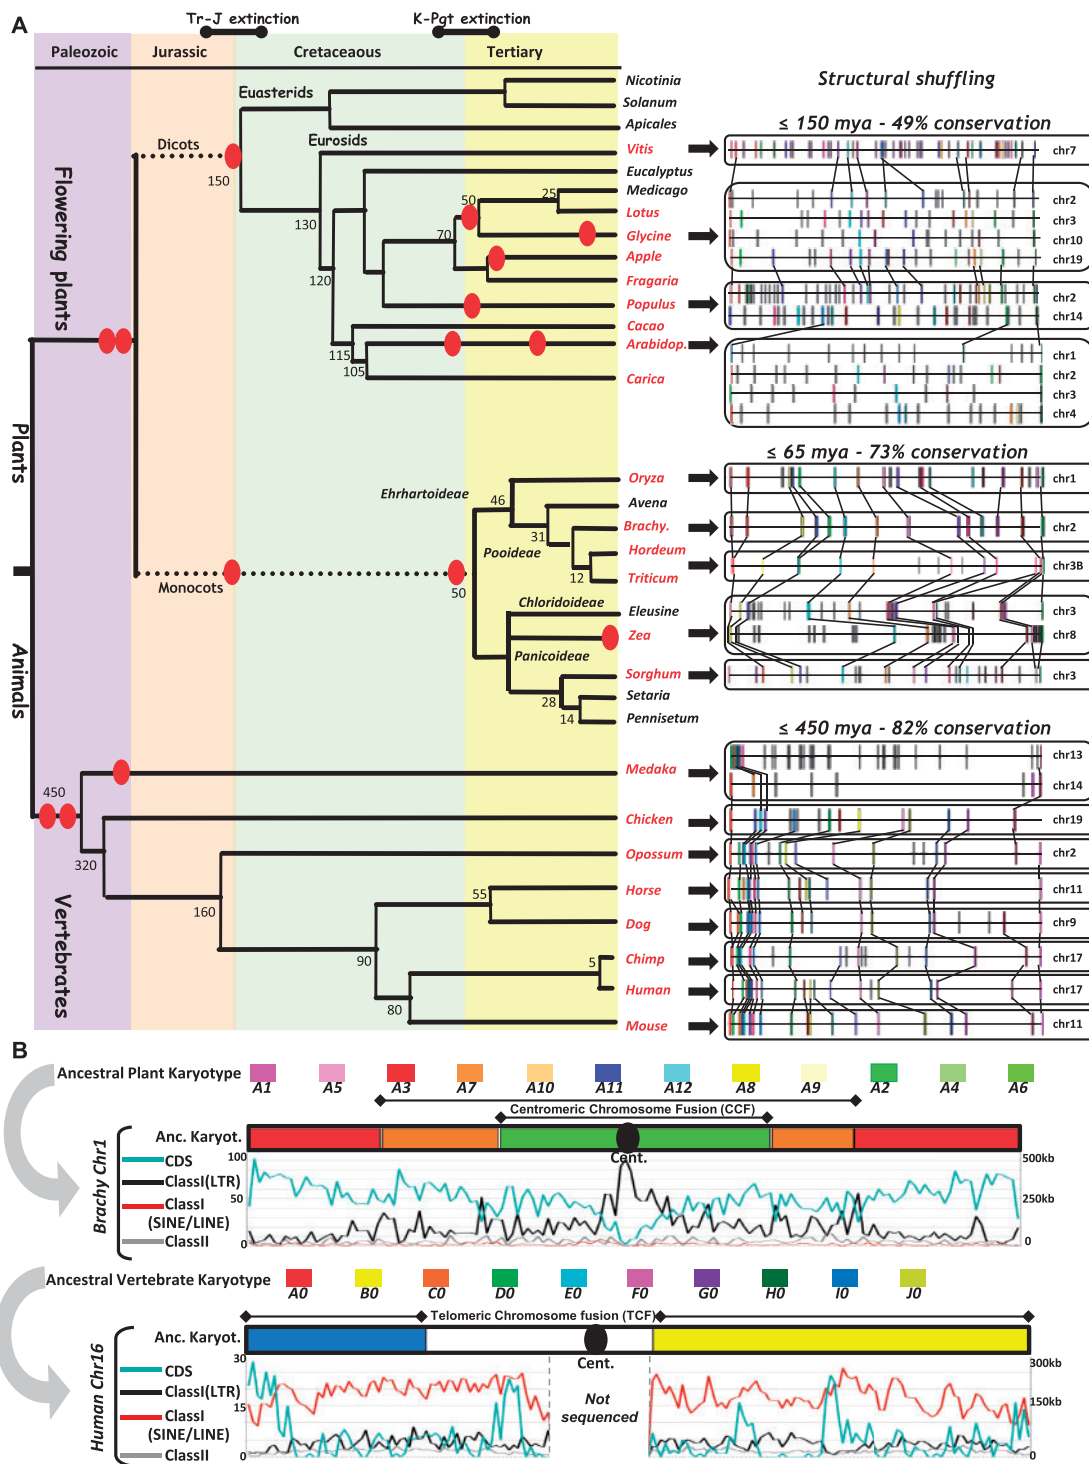 A
Tr-J extinction
K-Pgt extinction
Paleozoic
Jurassic
Cretaceaous
Tertiary
Structural shuffling
Flowering plants
Plants
Animals
Vertebrates
Dicots
150
Euasterids
Eurosids
130
120
115
105
70
50
25
Nicotinia
Solanum
Apicales
Vitis
Eucalyptus
Medicago
Lotus
Glycine
Apple
Fragaria
Populus
Cacao
Arabidop.
Carica
≤ 150 mya - 49% conservation
chr7
chr2
chr3
chr10
chr19
chr2
chr14
chr1
chr2
chr3
chr4
Monocots
50
Ehrhartoideae
46
31
Pooideae
12
Chloridoideae
Panicoideae
28
14
Oryza
Avena
Brachy.
Hordeum
Triticum
Eleusine
Zea
Sorghum
Setaria
Pennisetum
≤ 65 mya - 73% conservation
chr1
chr2
chr3B
chr3
chr8
chr3
450
320
160
90
80
55
5
Medaka
Chicken
Opossum
Horse
Dog
Chimp
Human
Mouse
≤ 450 mya - 82% conservation
chr13
chr14
chr19
chr2
chr11
chr9
chr17
chr17
chr11
B
Ancestral Plant Karyotype
A1 A5 A3 A7 A10 A11 A12 A8 A9 A2 A4 A6
Centromeric Chromosome Fusion (CCF)
Brachy Chr1
Anc. Karyot.
Cent.
CDS
ClassI(LTR)
ClassI
(SINE/LINE)
ClassII
100
50
0
500kb
250kb
0
Ancestral Vertebrate Karyotype
A0 B0 C0 D0 E0 F0 G0 H0 I0 J0
Telomeric Chromosome fusion (TCF)
Human Chr16
Anc. Karyot.
Cent.
CDS
ClassI(LTR)
ClassI
(SINE/LINE)
ClassII
30
15
0
Not
sequenced
300kb
150kb
0